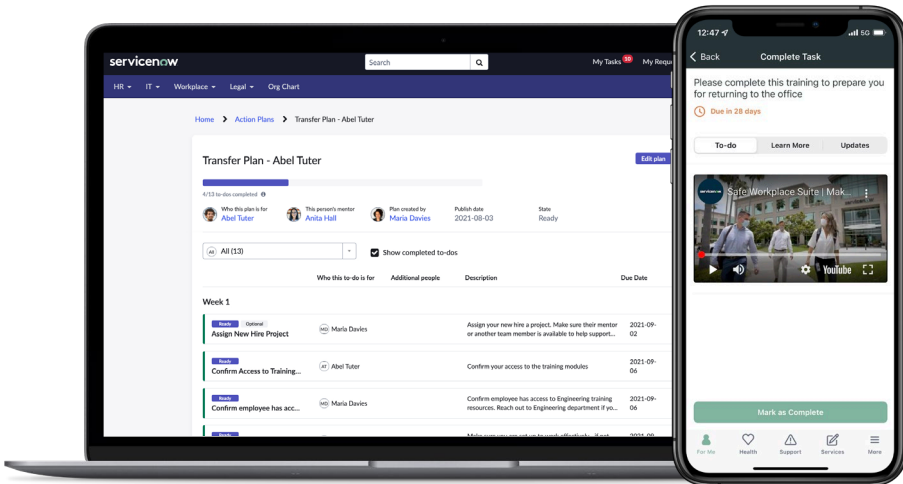 servicenow
Search
My Tasks 10 My Requ
HR IT Workplace Legal Org Chart
Home > Action Plans > Transfer Plan - Abel Tuter
Transfer Plan - Abel Tuter
Edit plan
4/13 to-dos completed
Who this plan is for
Abel Tuter
This person's mentor
Anita Hall
Plan created by
Maria Davies
Publish date
2021-08-03
State
Ready
All All (13)
Show completed to-dos
Who this to-do is for Additional people Description Due Date
Week 1
Ready Optional
Assign New Hire Project
MD Maria Davies
Assign your new hire a project. Make sure their mentor
or another team member is available to help support...
2021-09-
02
Ready
Confirm Access to Training...
AT Abel Tuter
Confirm your access to the training modules
2021-09-
06
Ready
Confirm employee has acc...
MD Maria Davies
Confirm employee has access to Engineering training
resources. Reach out to Engineering department if yo...
2021-09-
06
Ready
12:47
5G
Back
Complete Task
Please complete this training to prepare you
for returning to the office
Due in 28 days
To-do Learn More Updates
servicenow
Safe Workplace Suite | Mak...
YouTube
Mark as Complete
For Me Health Support Services More